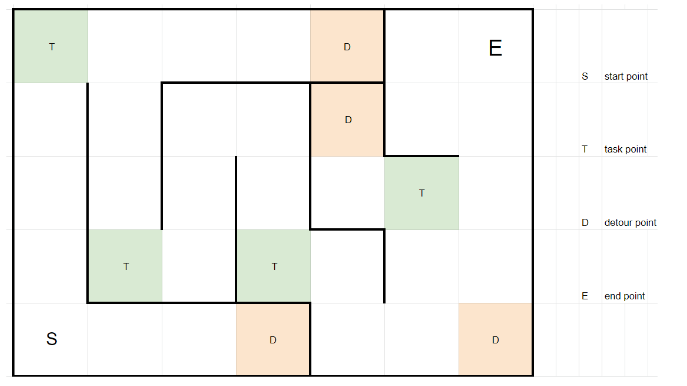 T D E
S start point
D
T task point
T
D detour point
T T
E end point
S D D